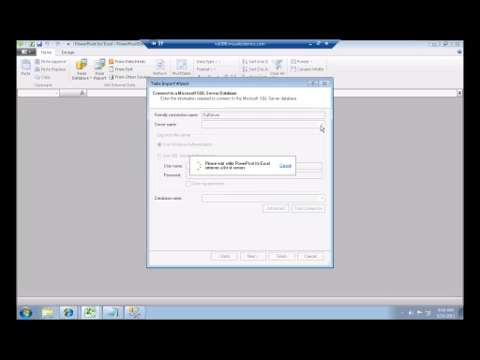 PowerPivot for Excel - PowerPivot
Home
Design
Paste Append
Paste Replace
Copy
Paste
Clipboard
From Database
From Report
From Data Feeds
From Text
From Other Sources
Get External Data
Refresh
PivotTable
Data Type
Format
Sort A to Z
Sort Z to A
Freeze
Column Width
Table Import Wizard
Connect to a Microsoft SQL Server Database
Enter the information required to connect to the Microsoft SQL Server database.
Friendly connection name: SqlServer
Server name:
Log on to the server
Use Windows Authentication
Use SQL Server Authentication
Please wait while PowerPivot for Excel
retrieves a list of servers
Cancel
User name:
Password:
Save my password
Database name:
Advanced
Test Connection
< Back
Next >
Finish
Cancel